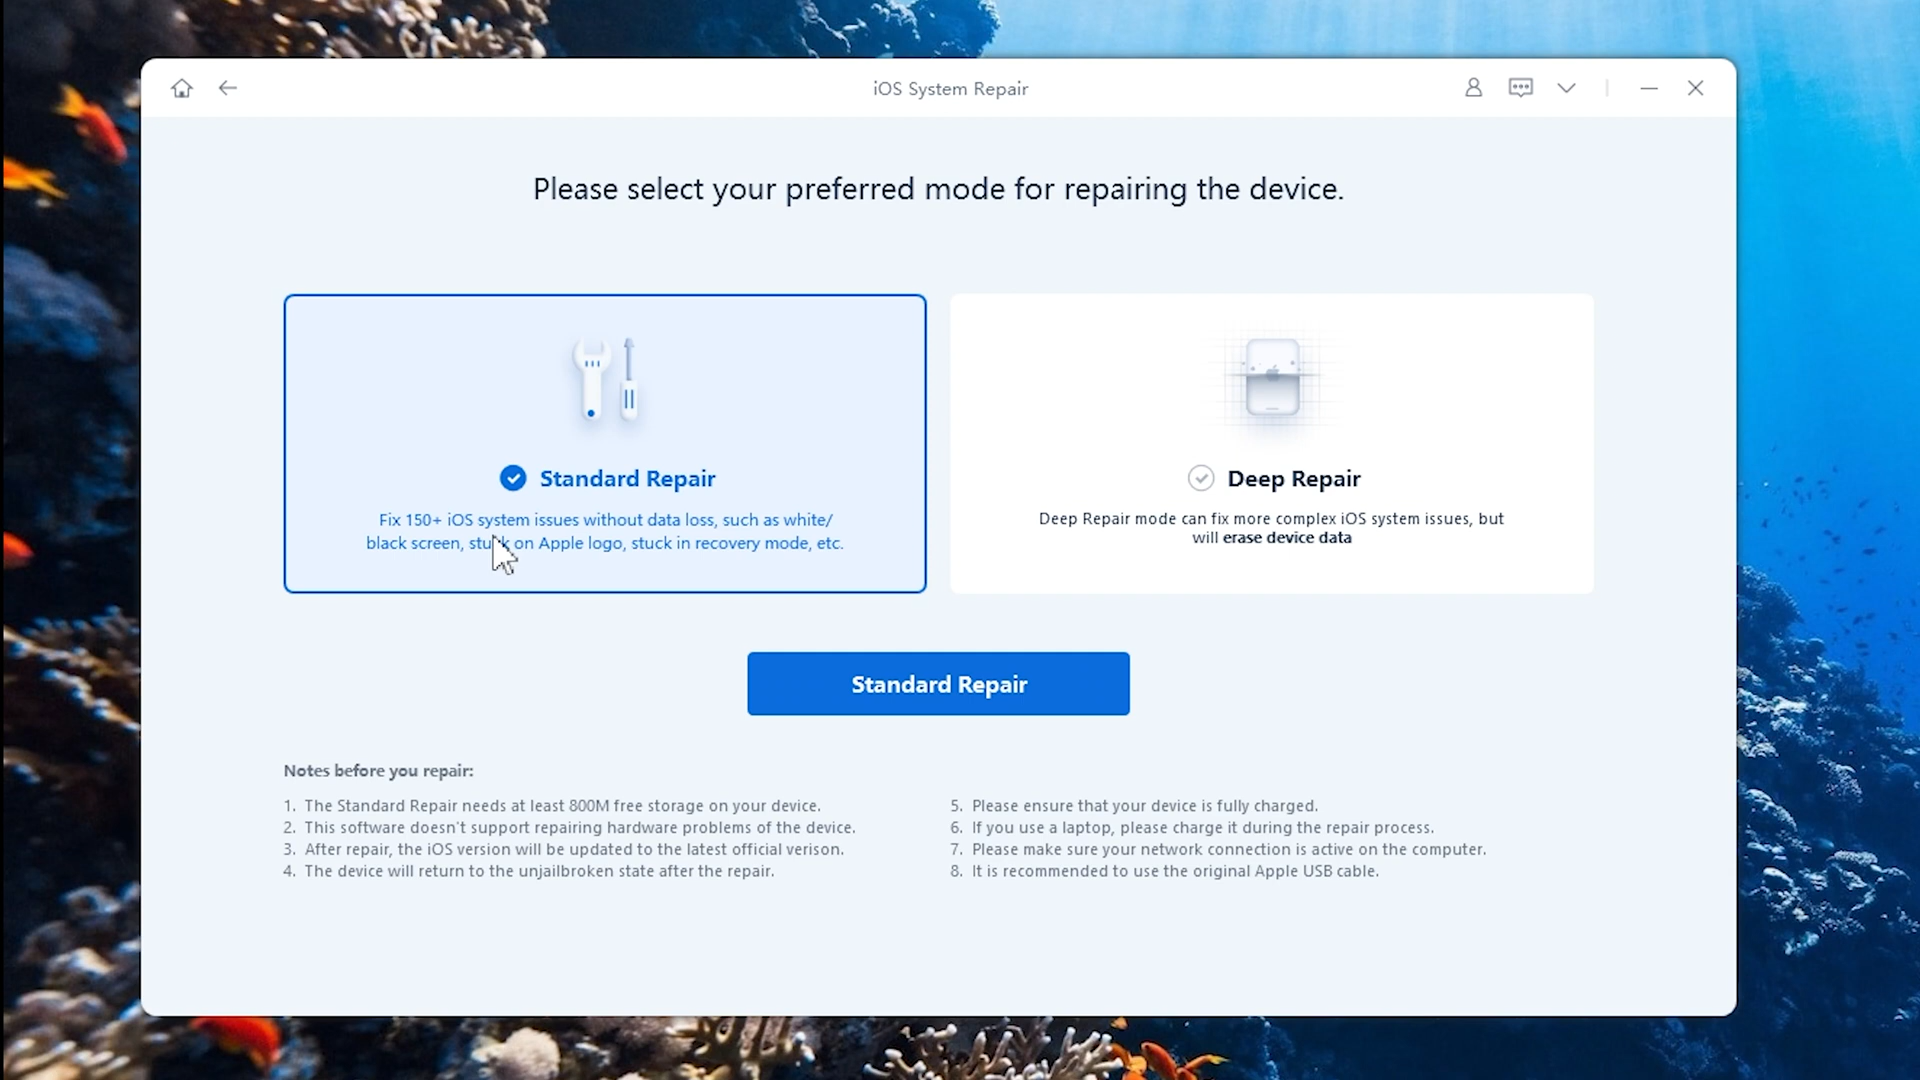 iOS System Repair
Please select your preferred mode for repairing the device.
Standard Repair
Fix 150+ iOS system issues without data loss, such as white/
black screen, stuck on Apple logo, stuck in recovery mode, etc.
Deep Repair
Deep Repair mode can fix more complex iOS system issues, but
will erase device data
Standard Repair
Notes before you repair:
1. The Standard Repair needs at least 800M free storage on your device.
2. This software doesn't support repairing hardware problems of the device.
3. After repair, the iOS version will be updated to the latest official verison.
4. The device will return to the unjailbroken state after the repair.
5. Please ensure that your device is fully charged.
6. If you use a laptop, please charge it during the repair process.
7. Please make sure your network connection is active on the computer.
8. It is recommended to use the original Apple USB cable.